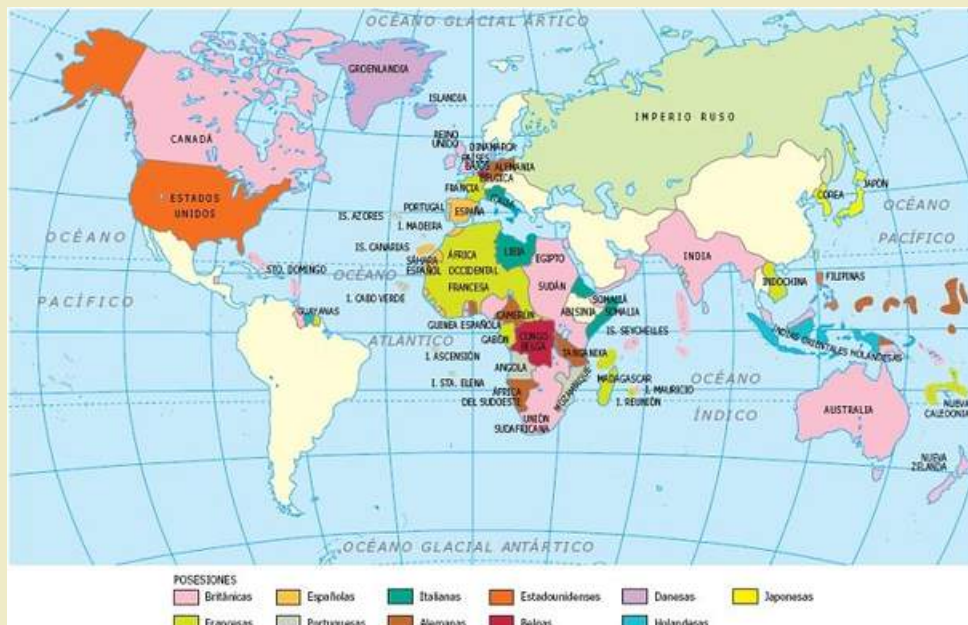 OCÉANO GLACIAL ÁRTICO
GROENLANDIA
ISLANDIA
IMPERIO RUSO
CANADÁ
REINO
UNIDO
DINAMARCA
PAÍSES
BAJOS
ALEMANIA
BÉLGICA
FRANCIA
ITALIA
ESTADOS
UNIDOS
PORTUGAL
ESPAÑA
IS. AZORES
I. MADEIRA
COREA
JAPÓN
OCÉANO
PACÍFICO
OCÉANO
PACÍFICO
IS. CANARIAS
SÁHARA
ESPAÑOL
ÁFRICA
OCCIDENTAL
FRANCESA
LIBIA
EGIPTO
INDIA
STO. DOMINGO
OCÉANO
ATLÁNTICO
I. CABO VERDE
SUDÁN
INDOCHINA
FILIPINAS
GUAYANAS
CAMERÚN
ABISINIA
SOMALIA
SOMALIA
GUINEA ESPAÑOLA
GABÓN
CONGO
BELGA
IS. SEYCHELLES
INDIAS ORIENTALES HOLANDESAS
TANGANIXA
I. ASCENSIÓN
ANGOLA
MOZAMBIQUE
MADAGASCAR
I. MAURICIO
I. REUNIÓN
OCÉANO
ÍNDICO
I. STA. ELENA
ÁFRICA
DEL SUDOESTE
UNIÓN
SUDAFRICANA
AUSTRALIA
NUEVA
CALEDONIA
NUEVA
ZELANDA
OCÉANO GLACIAL ANTÁRTICO
POSESIONES
Británicas
Españolas
Italianas
Estadounidenses
Danesas
Japonesas
Francesas
Portuguesas
Alemanas
Belgas
Holandesas